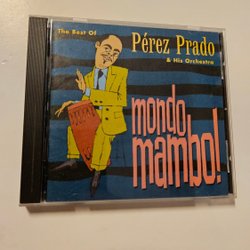 The Best Of
Pérez Prado
& His Orchestra
mondo
mambo!